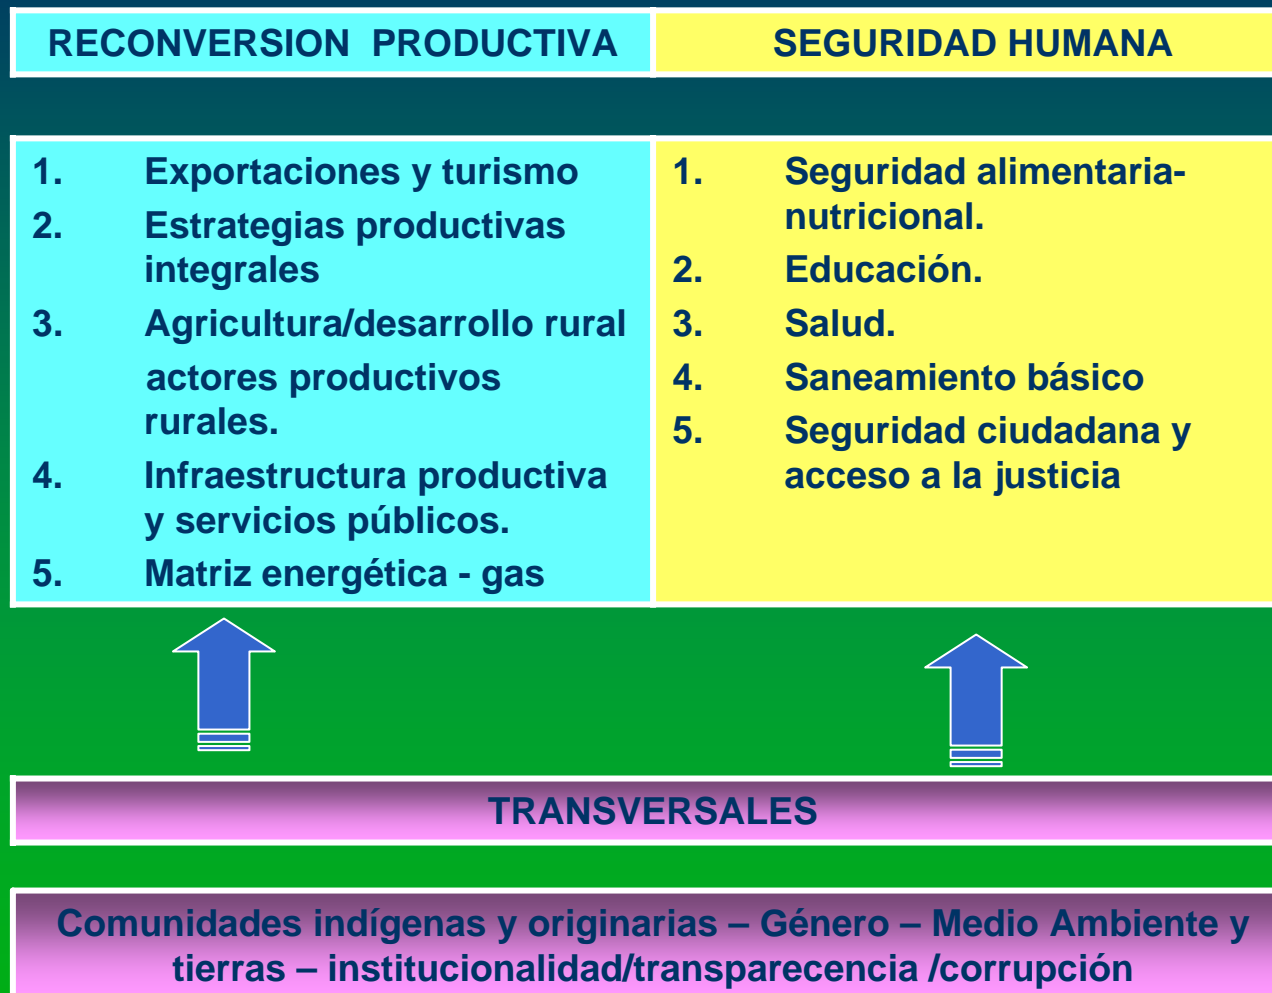 RECONVERSION PRODUCTIVA
SEGURIDAD HUMANA
1. Exportaciones y turismo
2. Estrategias productivas
integrales
3. Agricultura/desarrollo rural
actores productivos
rurales.
4. Infraestructura productiva
y servicios públicos.
5. Matriz energética - gas
1. Seguridad alimentaria-
nutricional.
2. Educación.
3. Salud.
4. Saneamiento básico
5. Seguridad ciudadana y
acceso a la justicia
TRANSVERSALES
Comunidades indígenas y originarias – Género – Medio Ambiente y
tierras – institucionalidad/transparecencia /corrupción